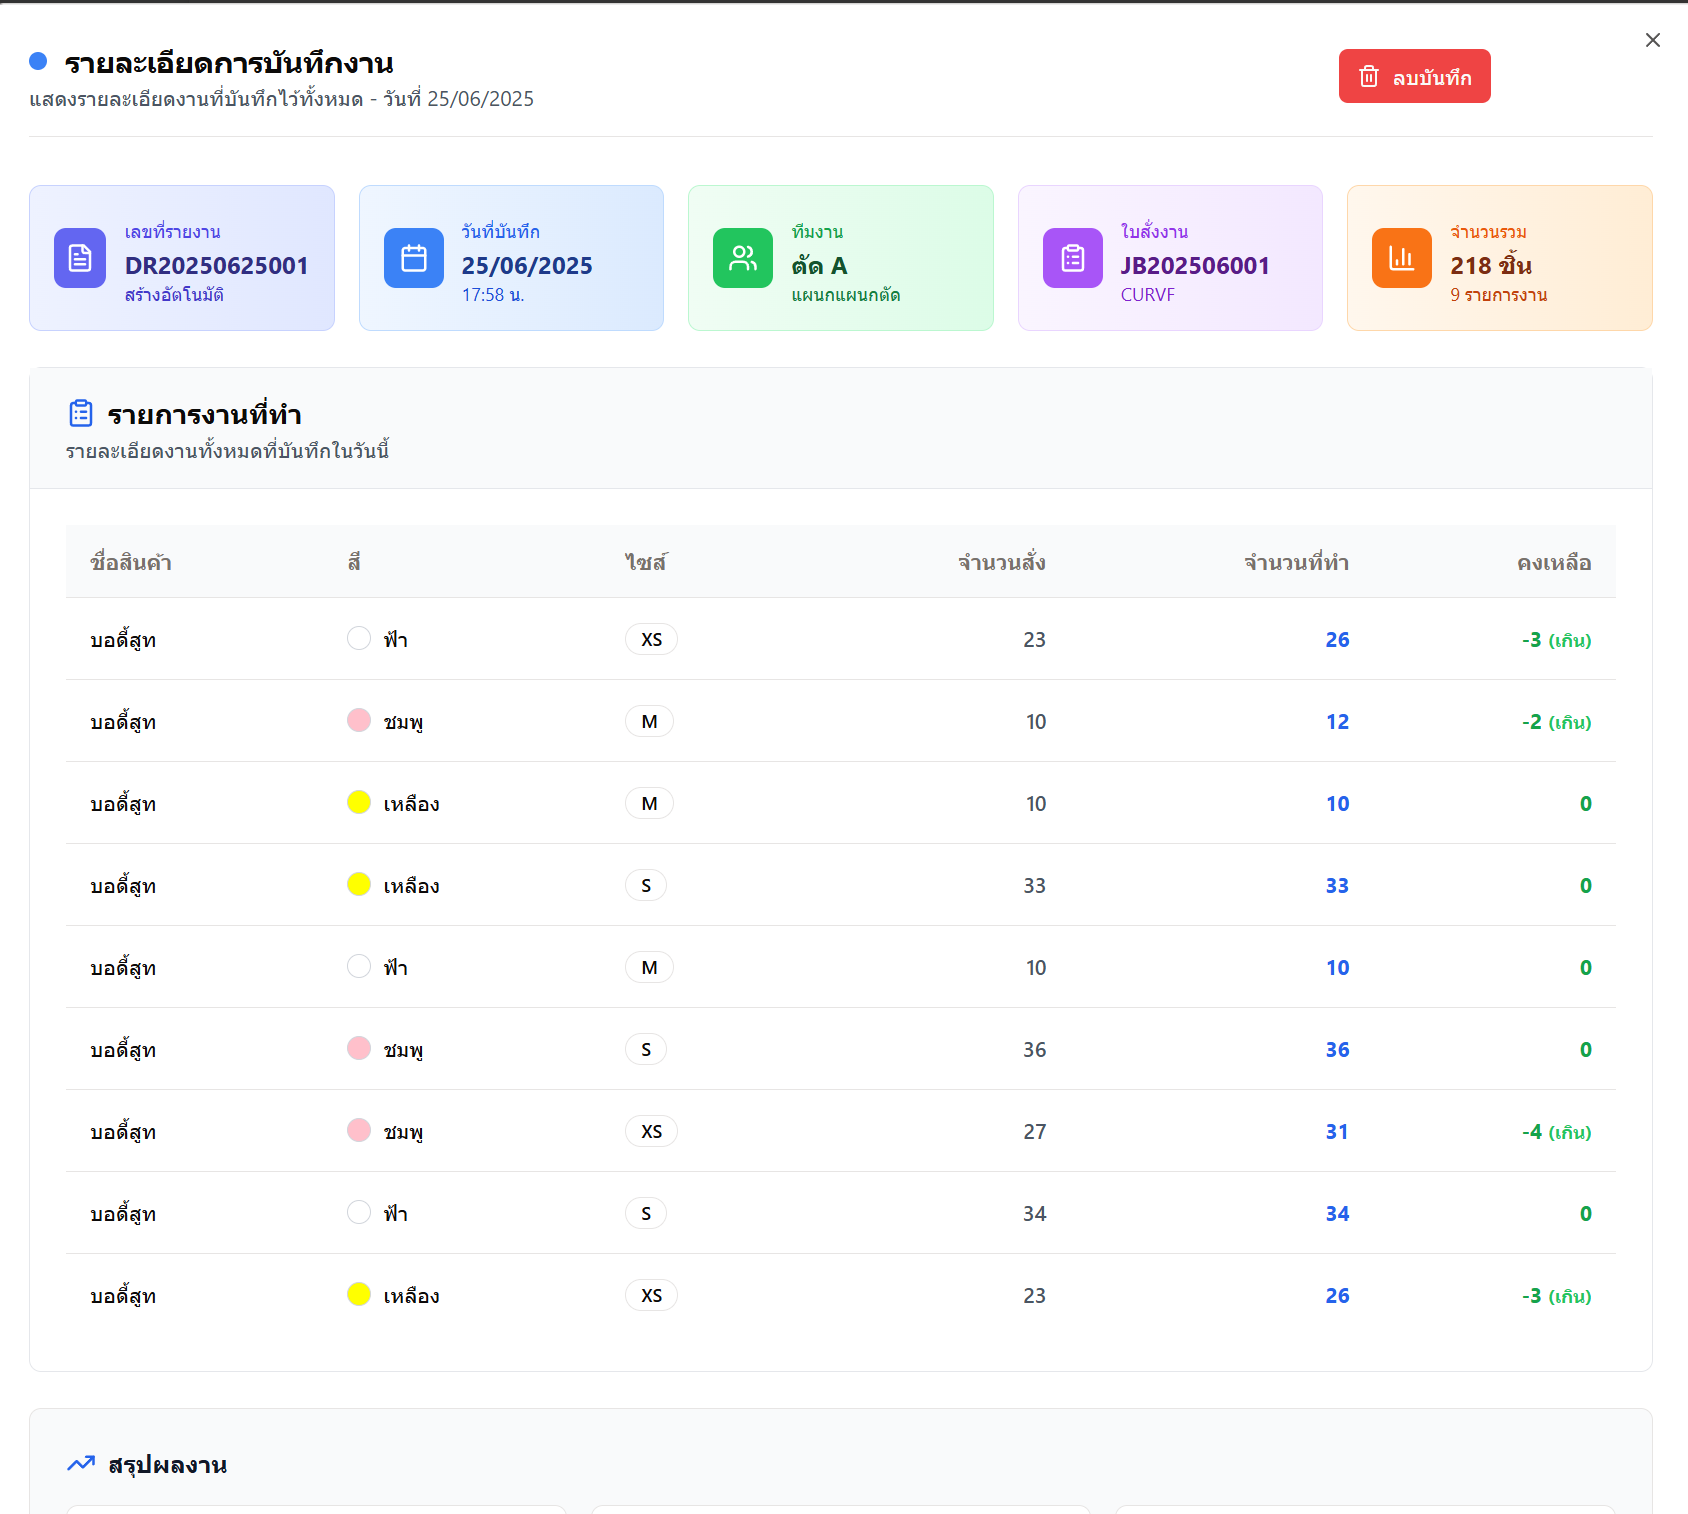 รายละเอียดการบันทึกงาน
แสดงรายละเอียดงานที่บันทึกไว้ทั้งหมด - วันที่ 25/06/2025
ลบบันทึก
เลขที่รายงาน
DR20250625001
สร้างอัตโนมัติ
วันที่บันทึก
25/06/2025
17:58 น.
ทีมงาน
ตัด A
แผนกแผนกตัด
ใบสั่งงาน
JB202506001
CURVF
จำนวนรวม
218 ชิ้น
9 รายการงาน
รายการงานที่ทำ
รายละเอียดงานทั้งหมดที่บันทึกในวันนี้
ชื่อสินค้า สี ไซส์ จำนวนสั่ง จำนวนที่ทำ คงเหลือ
บอดี้สูท ฟ้า XS 23 26 -3 (เกิน)
บอดี้สูท ชมพู M 10 12 -2 (เกิน)
บอดี้สูท เหลือง M 10 10 0
บอดี้สูท เหลือง S 33 33 0
บอดี้สูท ฟ้า M 10 10 0
บอดี้สูท ชมพู S 36 36 0
บอดี้สูท ชมพู XS 27 31 -4 (เกิน)
บอดี้สูท ฟ้า S 34 34 0
บอดี้สูท เหลือง XS 23 26 -3 (เกิน)
สรุปผลงาน